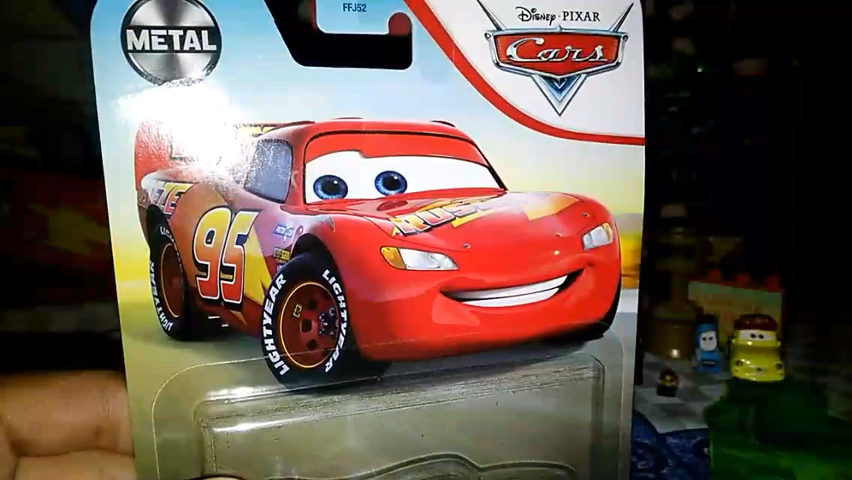 FFJ52
METAL
Disney·PIXAR
Cars
95
LIGHTYEAR
LIGHTYEAR